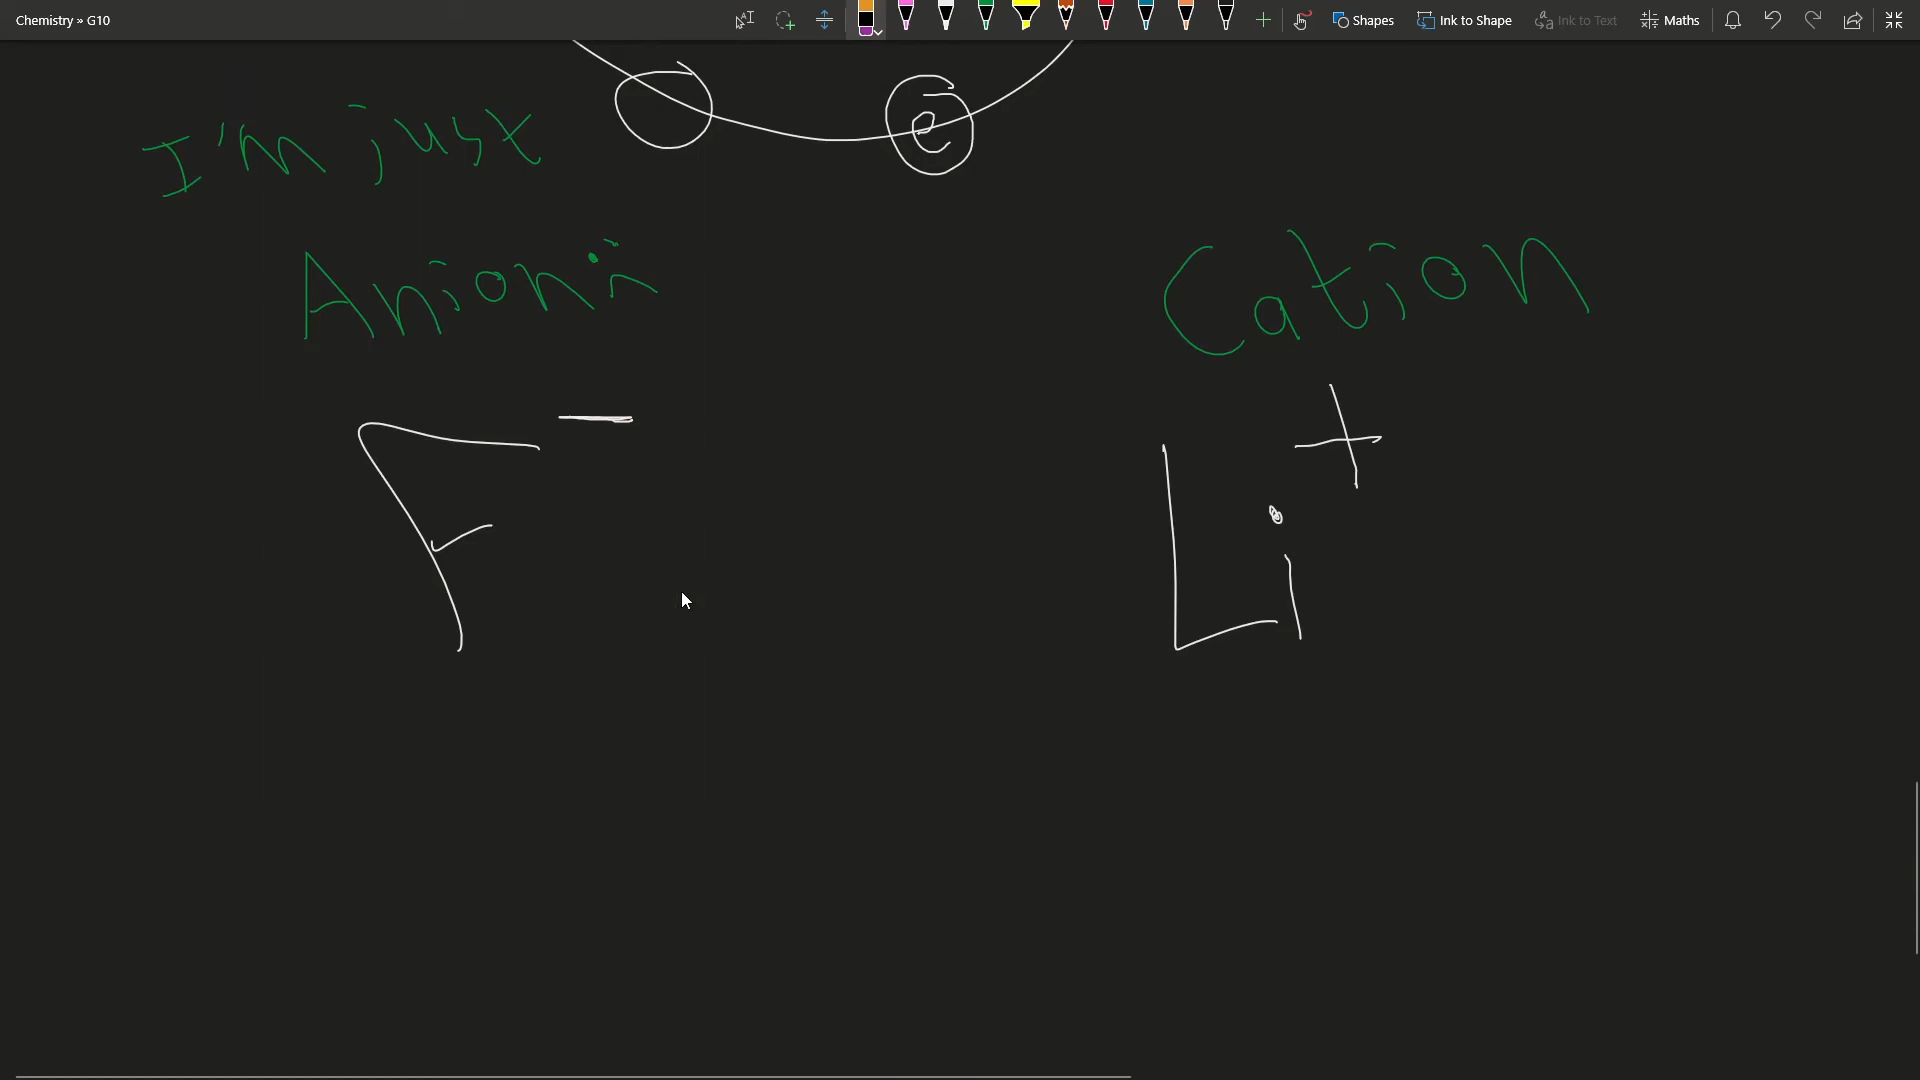 Chemistry » G10
Shapes
Ink to Shape
Ink to Text
Maths
e
I'm just
Anion
Cation
F⁻
Li⁺